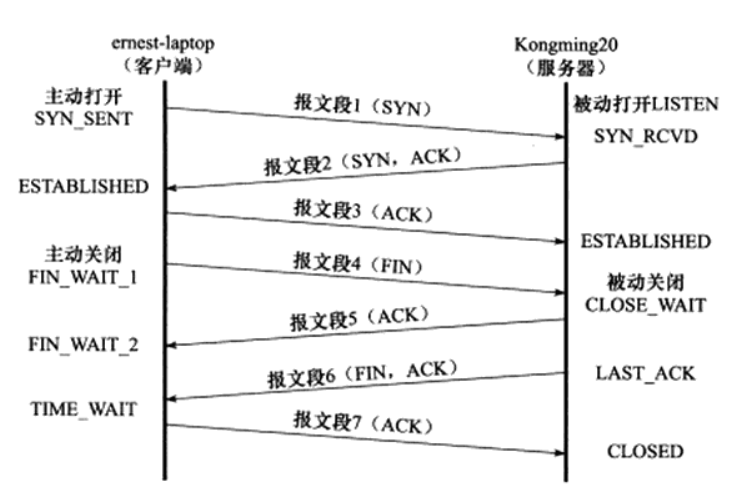 ernest-laptop
（客户端）
Kongming20
（服务器）
主动打开
SYN_SENT
报文段1（SYN）
被动打开LISTEN
SYN_RCVD
报文段2（SYN，ACK）
ESTABLISHED
报文段3（ACK）
ESTABLISHED
主动关闭
FIN_WAIT_1
报文段4（FIN）
被动关闭
CLOSE_WAIT
报文段5（ACK）
FIN_WAIT_2
报文段6（FIN，ACK）
LAST_ACK
TIME_WAIT
报文段7（ACK）
CLOSED